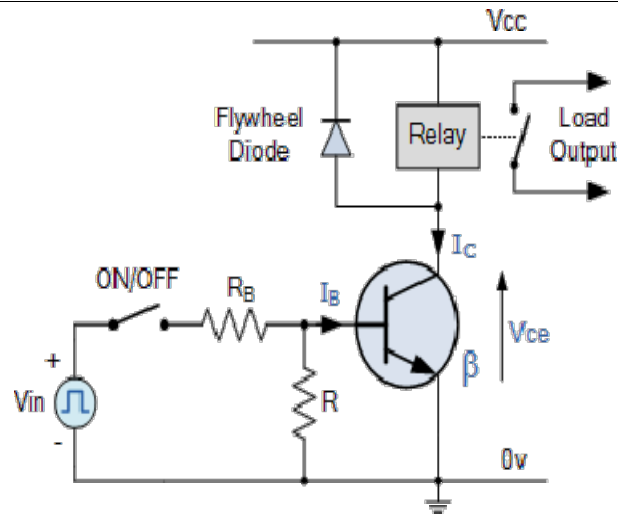 Vcc
Flywheel
Diode
Relay
Load
Output
IC
ON/OFF
RB
IB
Vce
β
+
Vin
-
R
0v